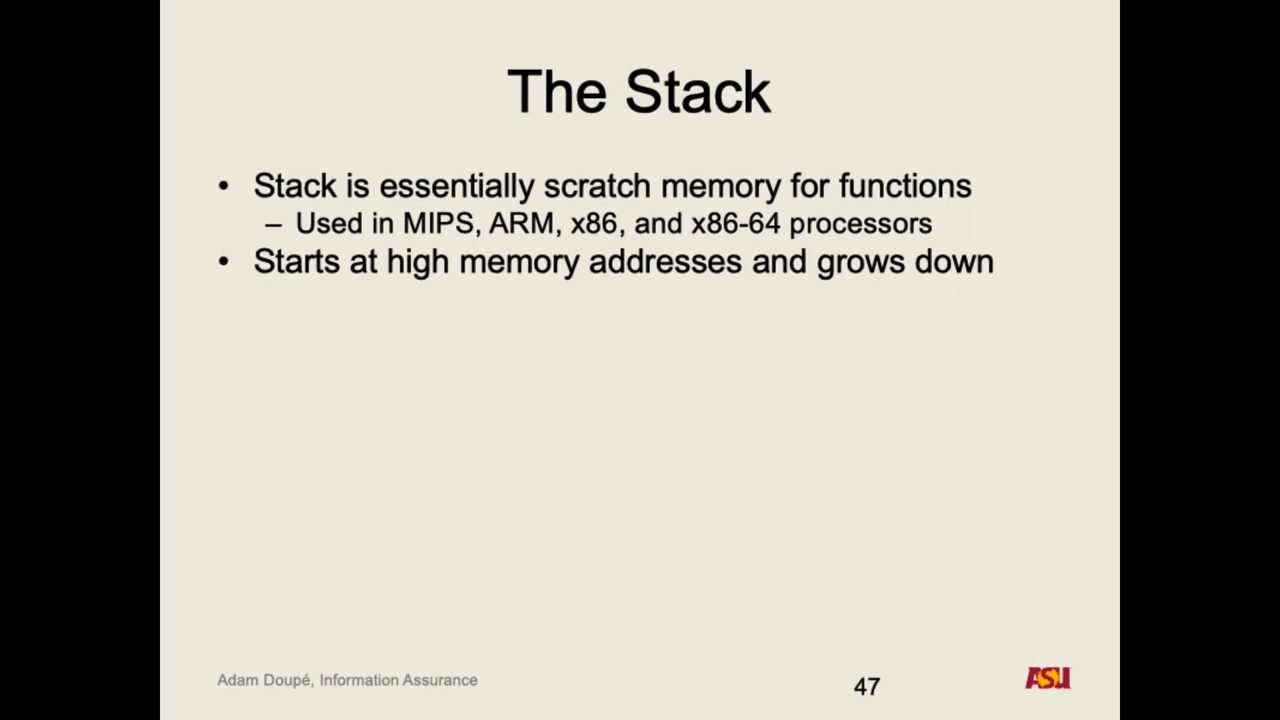 The Stack
• Stack is essentially scratch memory for functions
– Used in MIPS, ARM, x86, and x86-64 processors
• Starts at high memory addresses and grows down
Adam Doupé, Information Assurance
47
ASU